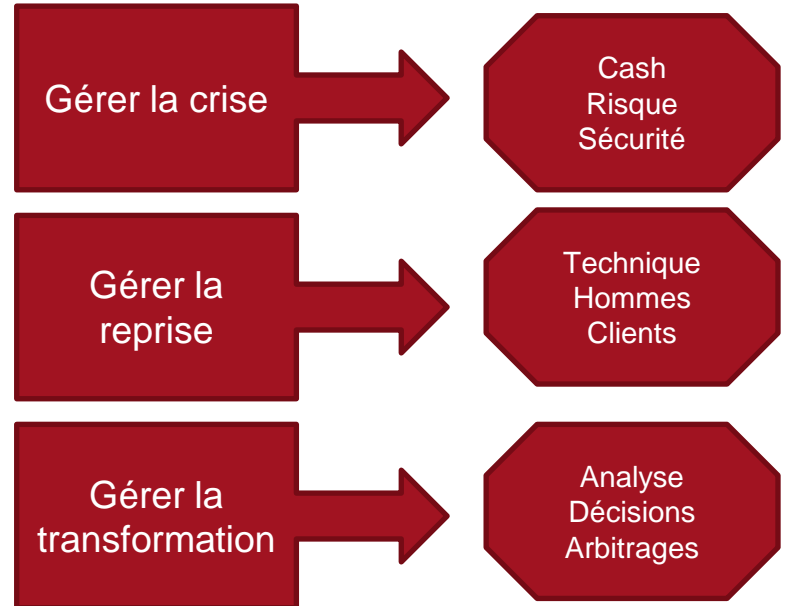 Gérer la crise
Cash
Risque
Sécurité
Gérer la
reprise
Technique
Hommes
Clients
Gérer la
transformation
Analyse
Décisions
Arbitrages